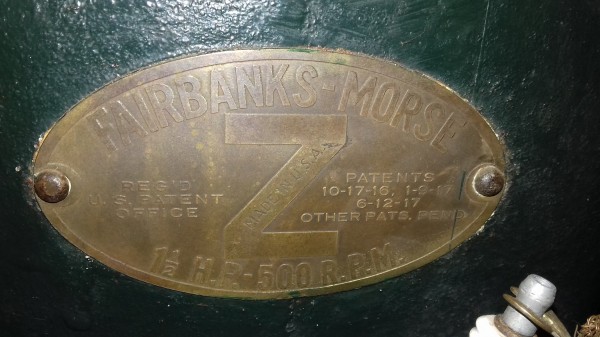 FAIRBANKS-MORSE
Z
MADE IN U.S.A.
REG'D
U.S. PATENT
OFFICE
PATENTS
10-17-16, 1-9-17
6-12-17
OTHER PATS. PEND
1½ H.P.-500 R.P.M.